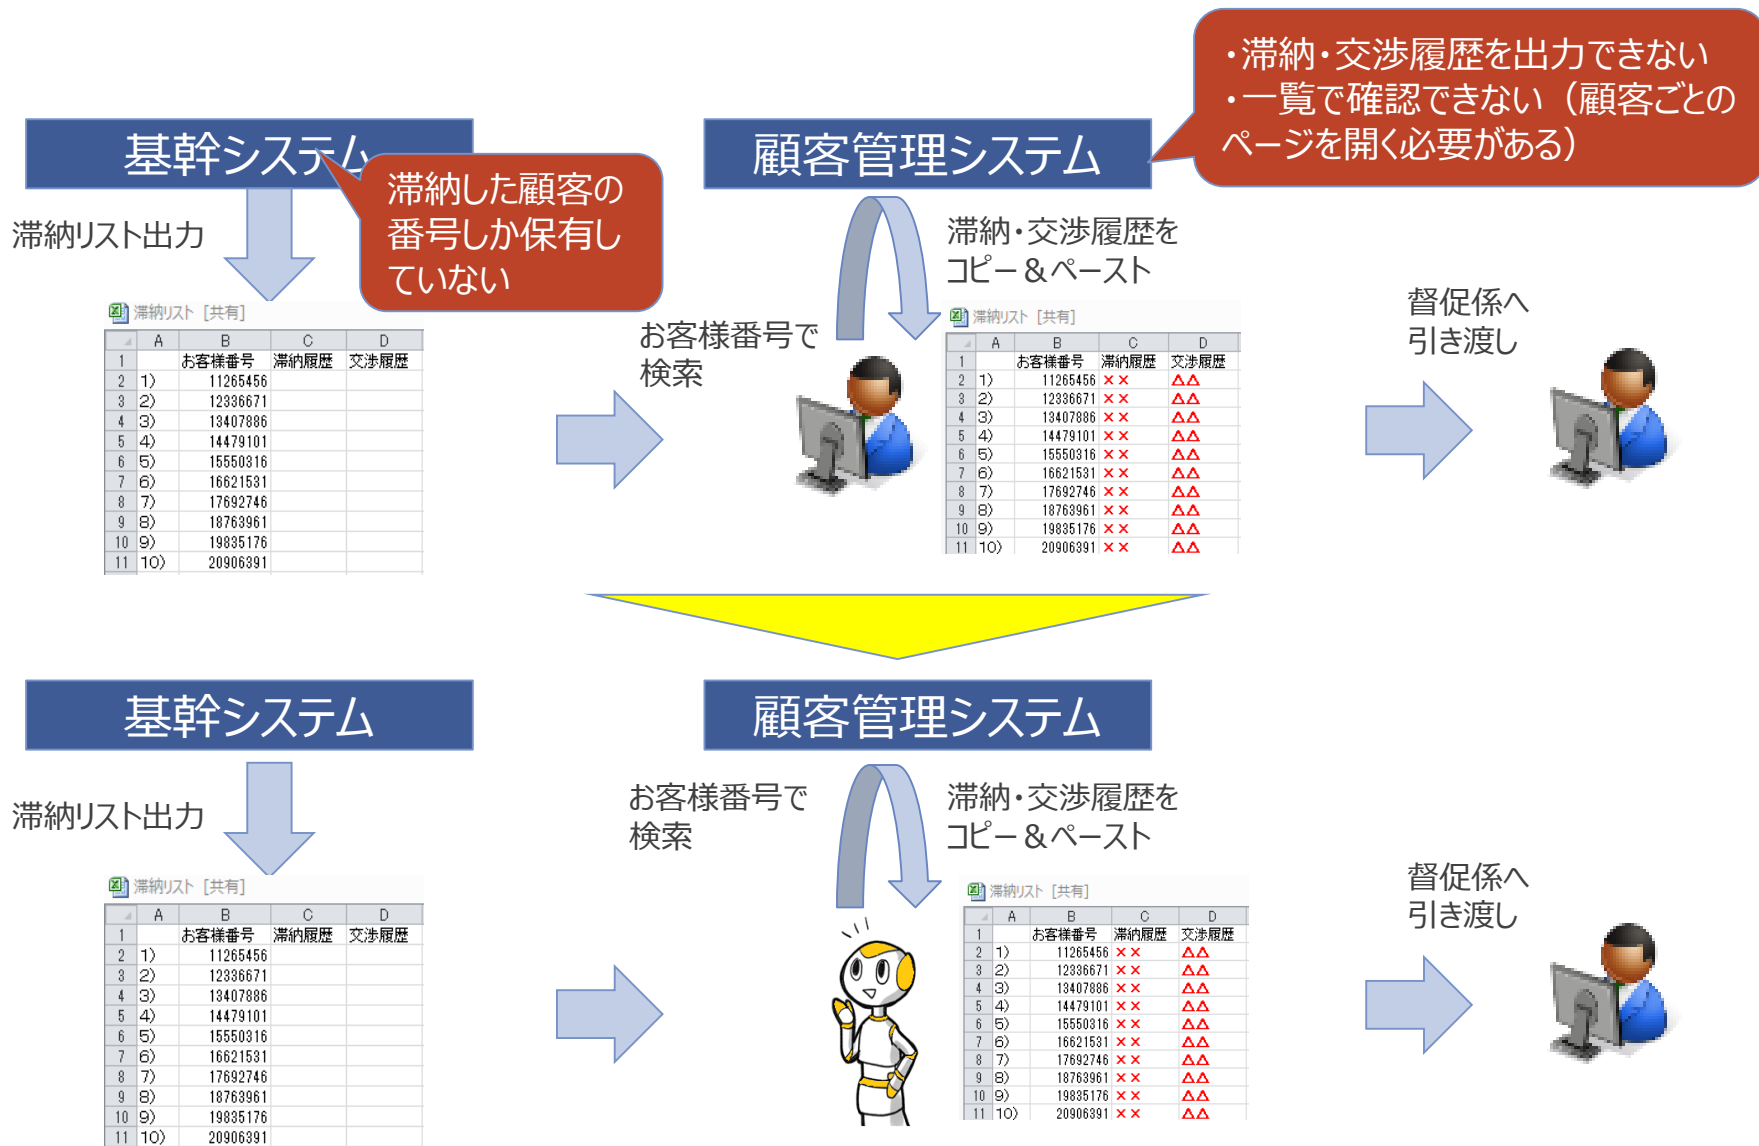 ・滞納・交渉履歴を出力できない
・一覧で確認できない（顧客ごとの
ページを開く必要がある）
基幹システム
滞納した顧客の
番号しか保有し
ていない
顧客管理システム
滞納リスト出力
滞納リスト [共有]
A B C D
1 お客様番号 滞納履歴 交渉履歴
2 1) 11265456
3 2) 12336671
4 3) 13407886
5 4) 14479101
6 5) 15550316
7 6) 16621531
8 7) 17692746
9 8) 18763961
10 9) 19835176
11 10) 20906391
お客様番号で
検索
滞納・交渉履歴を
コピー＆ペースト
滞納リスト [共有]
A B C D
1 お客様番号 滞納履歴 交渉履歴
2 1) 11265456 ×× △△
3 2) 12336671 ×× △△
4 3) 13407886 ×× △△
5 4) 14479101 ×× △△
6 5) 15550316 ×× △△
7 6) 16621531 ×× △△
8 7) 17692746 ×× △△
9 8) 18763961 ×× △△
10 9) 19835176 ×× △△
11 10) 20906391 ×× △△
督促係へ
引き渡し
基幹システム
顧客管理システム
滞納リスト出力
滞納リスト [共有]
A B C D
1 お客様番号 滞納履歴 交渉履歴
2 1) 11265456
3 2) 12336671
4 3) 13407886
5 4) 14479101
6 5) 15550316
7 6) 16621531
8 7) 17692746
9 8) 18763961
10 9) 19835176
11 10) 20906391
お客様番号で
検索
滞納・交渉履歴を
コピー＆ペースト
滞納リスト [共有]
A B C D
1 お客様番号 滞納履歴 交渉履歴
2 1) 11265456 ×× △△
3 2) 12336671 ×× △△
4 3) 13407886 ×× △△
5 4) 14479101 ×× △△
6 5) 15550316 ×× △△
7 6) 16621531 ×× △△
8 7) 17692746 ×× △△
9 8) 18763961 ×× △△
10 9) 19835176 ×× △△
11 10) 20906391 ×× △△
督促係へ
引き渡し